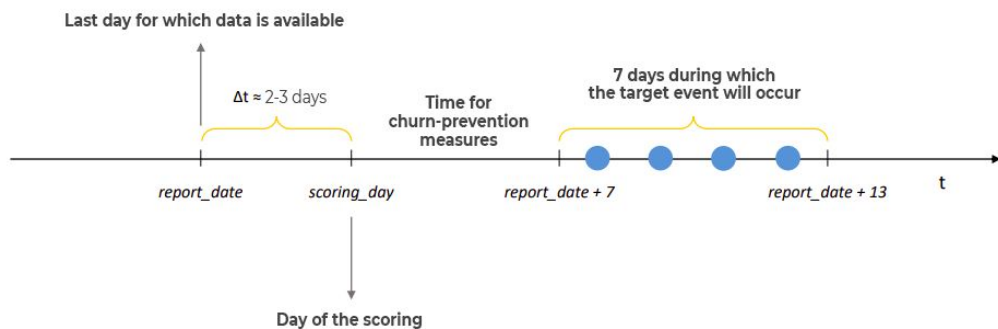 Last day for which data is available
Δt ≈ 2-3 days
Time for
churn-prevention
measures
7 days during which
the target event will occur
report_date
scoring_day
report_date + 7
report_date + 13
t
Day of the scoring